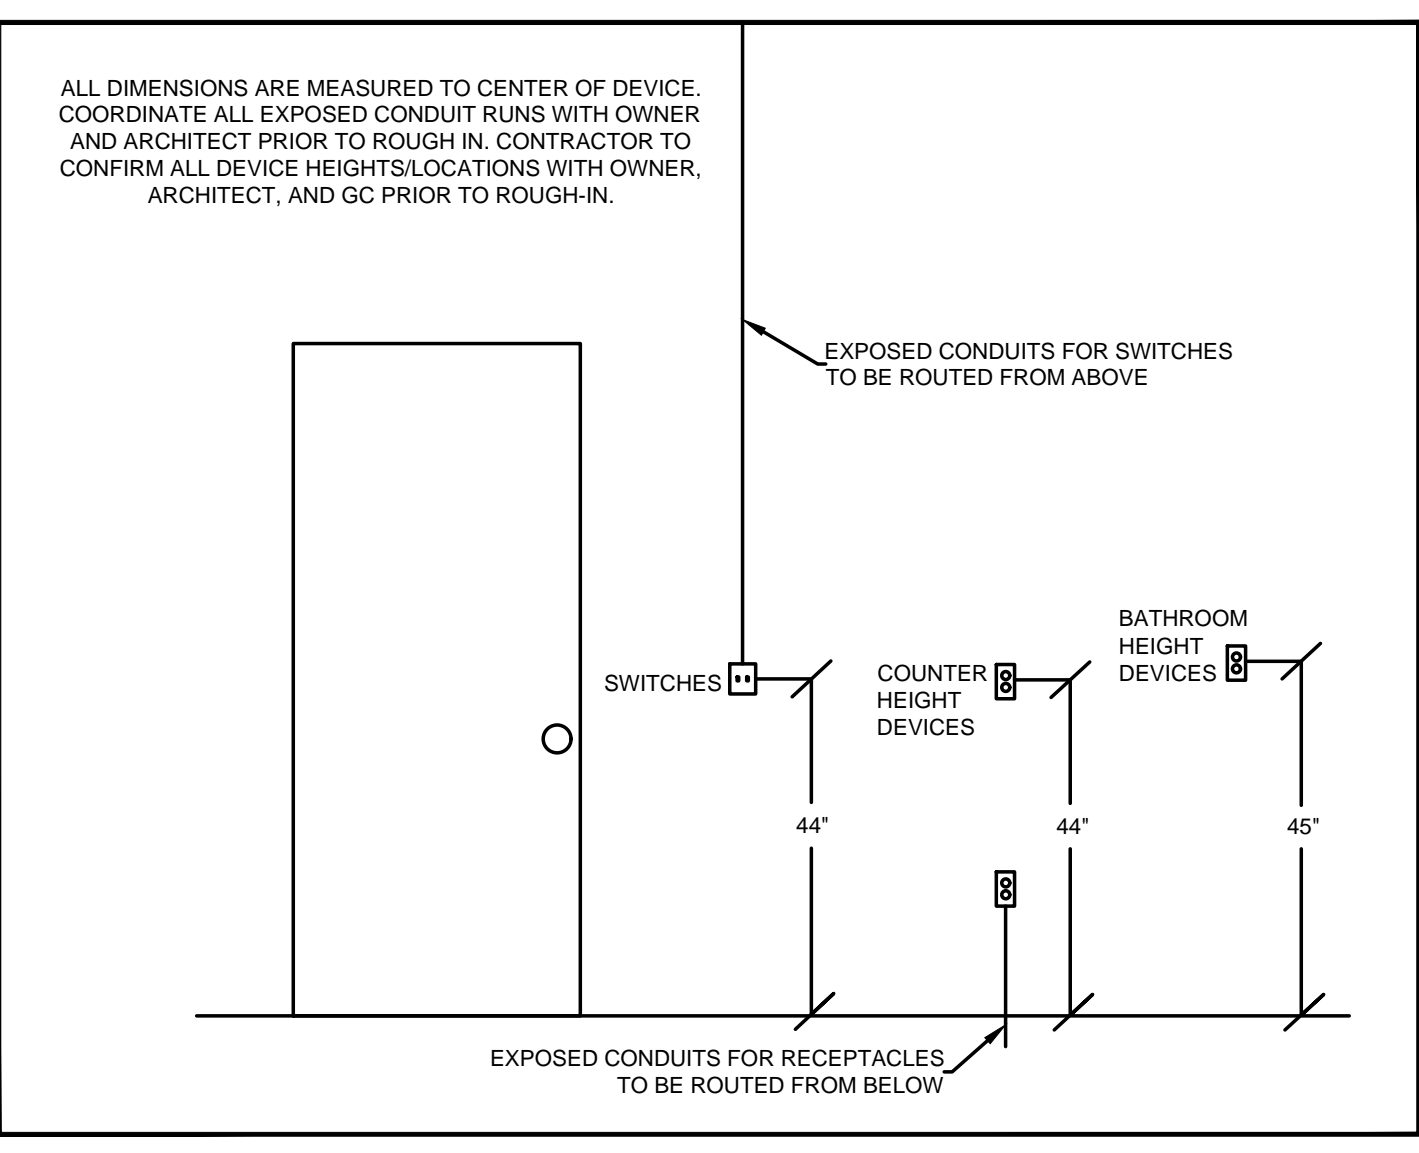 ALL DIMENSIONS ARE MEASURED TO CENTER OF DEVICE.
COORDINATE ALL EXPOSED CONDUIT RUNS WITH OWNER
AND ARCHITECT PRIOR TO ROUGH IN. CONTRACTOR TO
CONFIRM ALL DEVICE HEIGHTS/LOCATIONS WITH OWNER,
ARCHITECT, AND GC PRIOR TO ROUGH-IN.
EXPOSED CONDUITS FOR SWITCHES
TO BE ROUTED FROM ABOVE
SWITCHES
COUNTER
HEIGHT
DEVICES
BATHROOM
HEIGHT
DEVICES
44"
44"
45"
EXPOSED CONDUITS FOR RECEPTACLES
TO BE ROUTED FROM BELOW